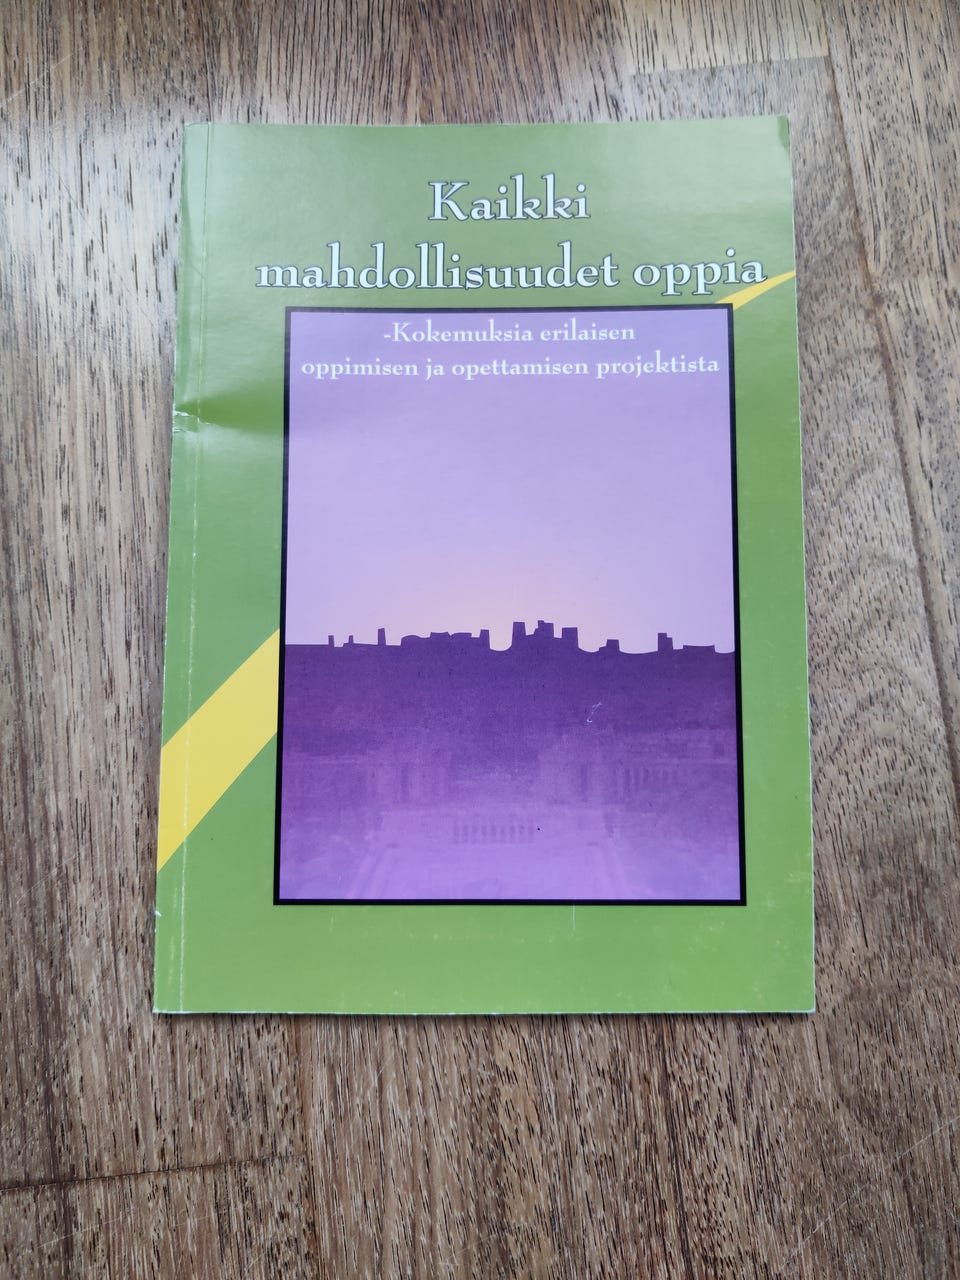 Kaikki
mahdollisuudet oppia
-Kokemuksia erilaisen
oppimisen ja opettamisen projektista